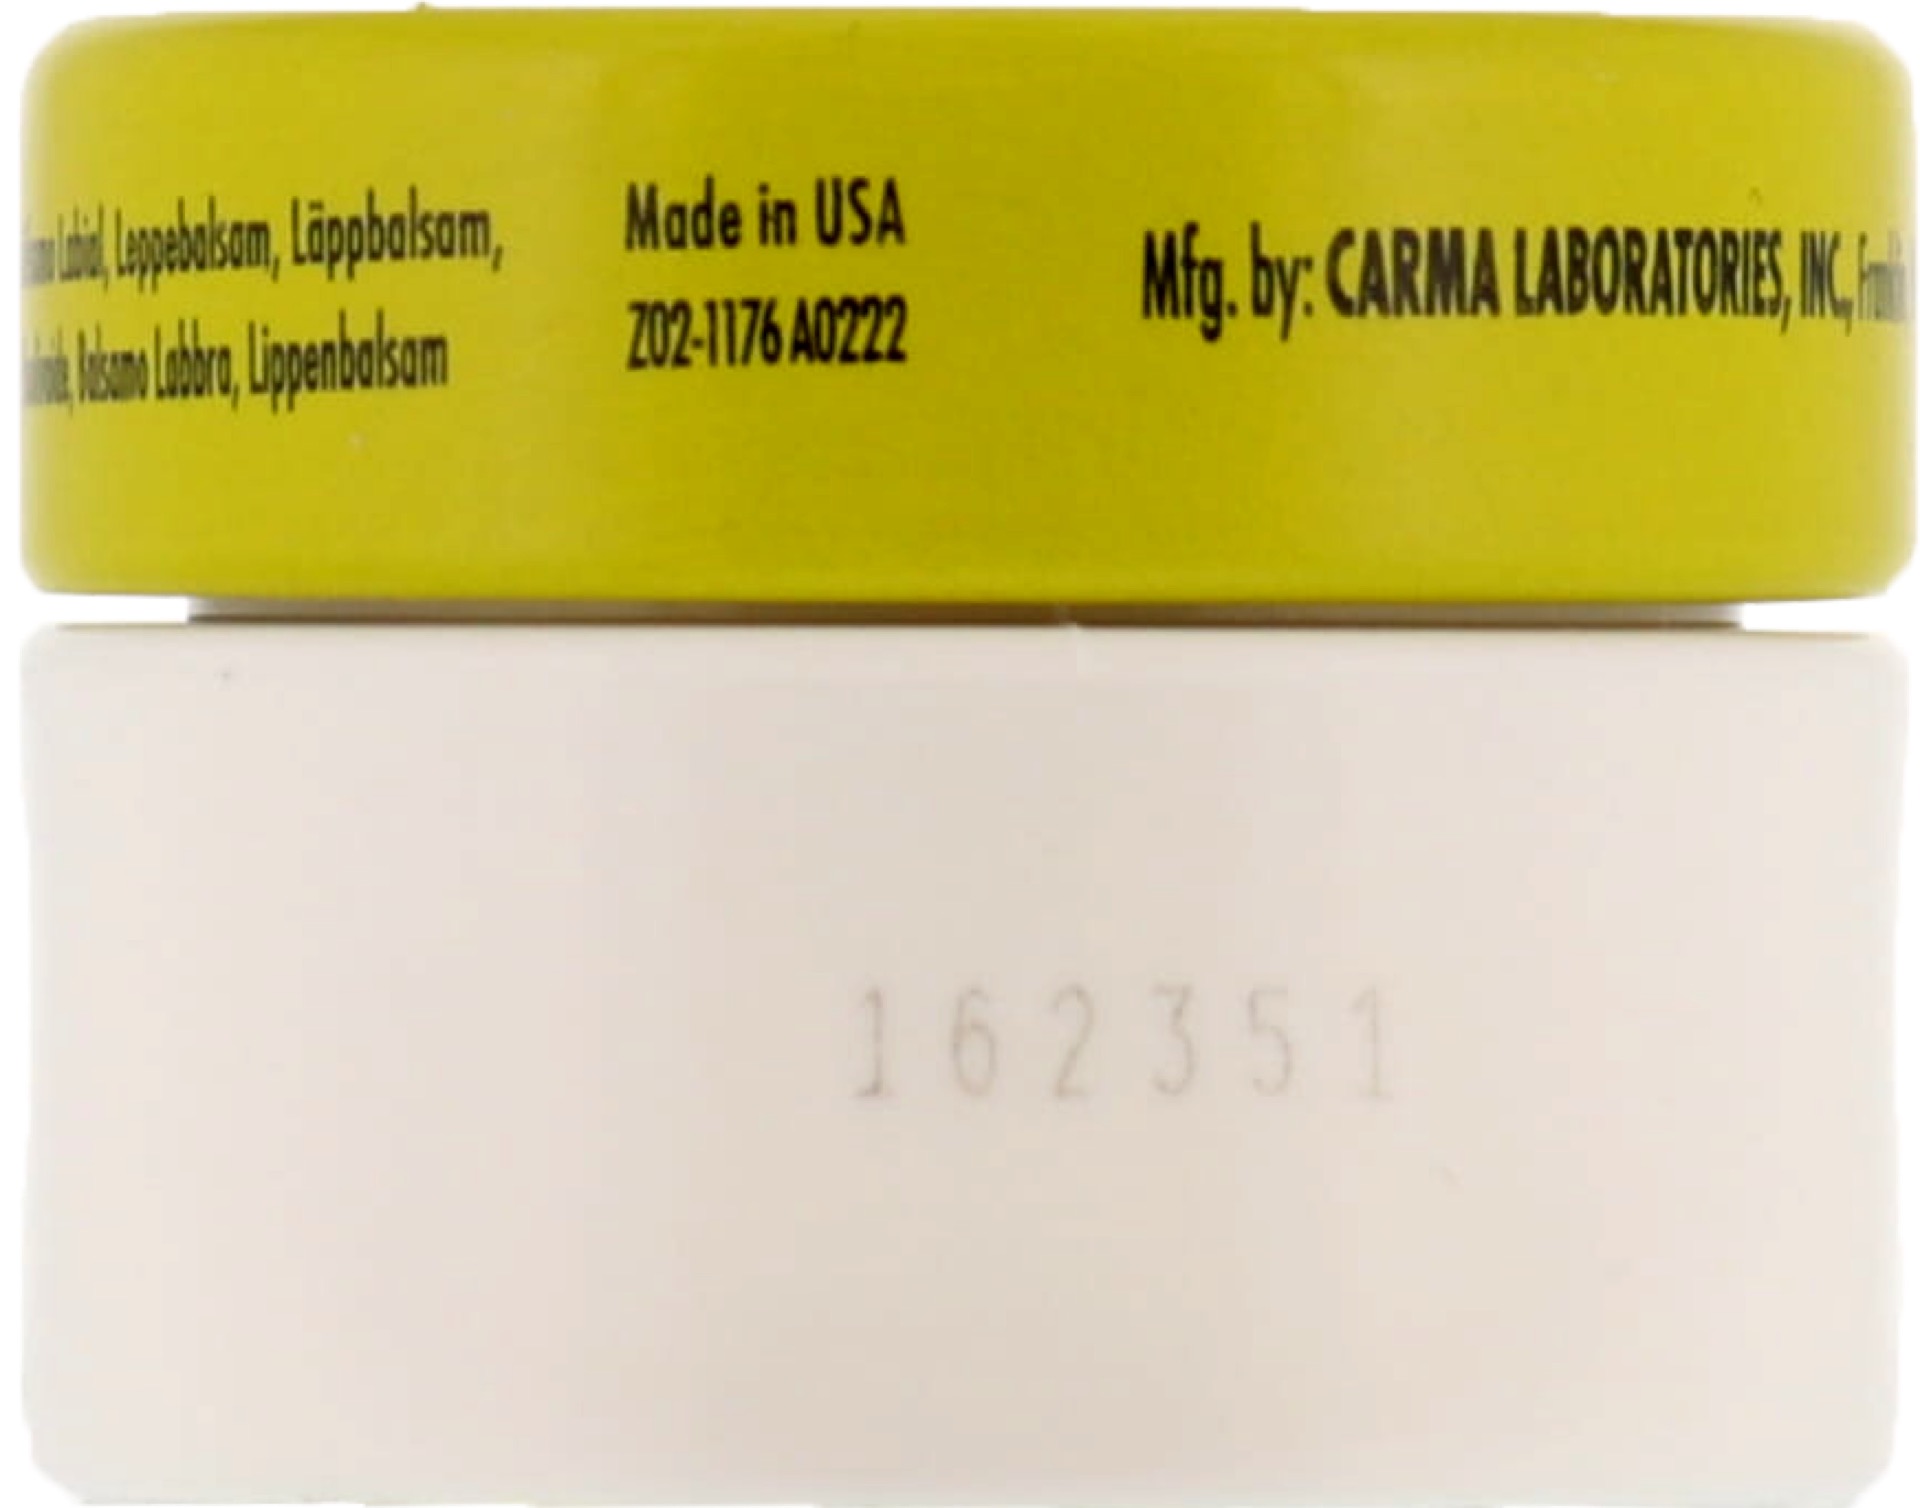 Labial, Leppebalsam, Läppbalsam,
Balsamo Labbra, Lippenbalsam
Made in USA
Z02-1176 A0222
Mfg. by: CARMA LABORATORIES, INC.,
162351